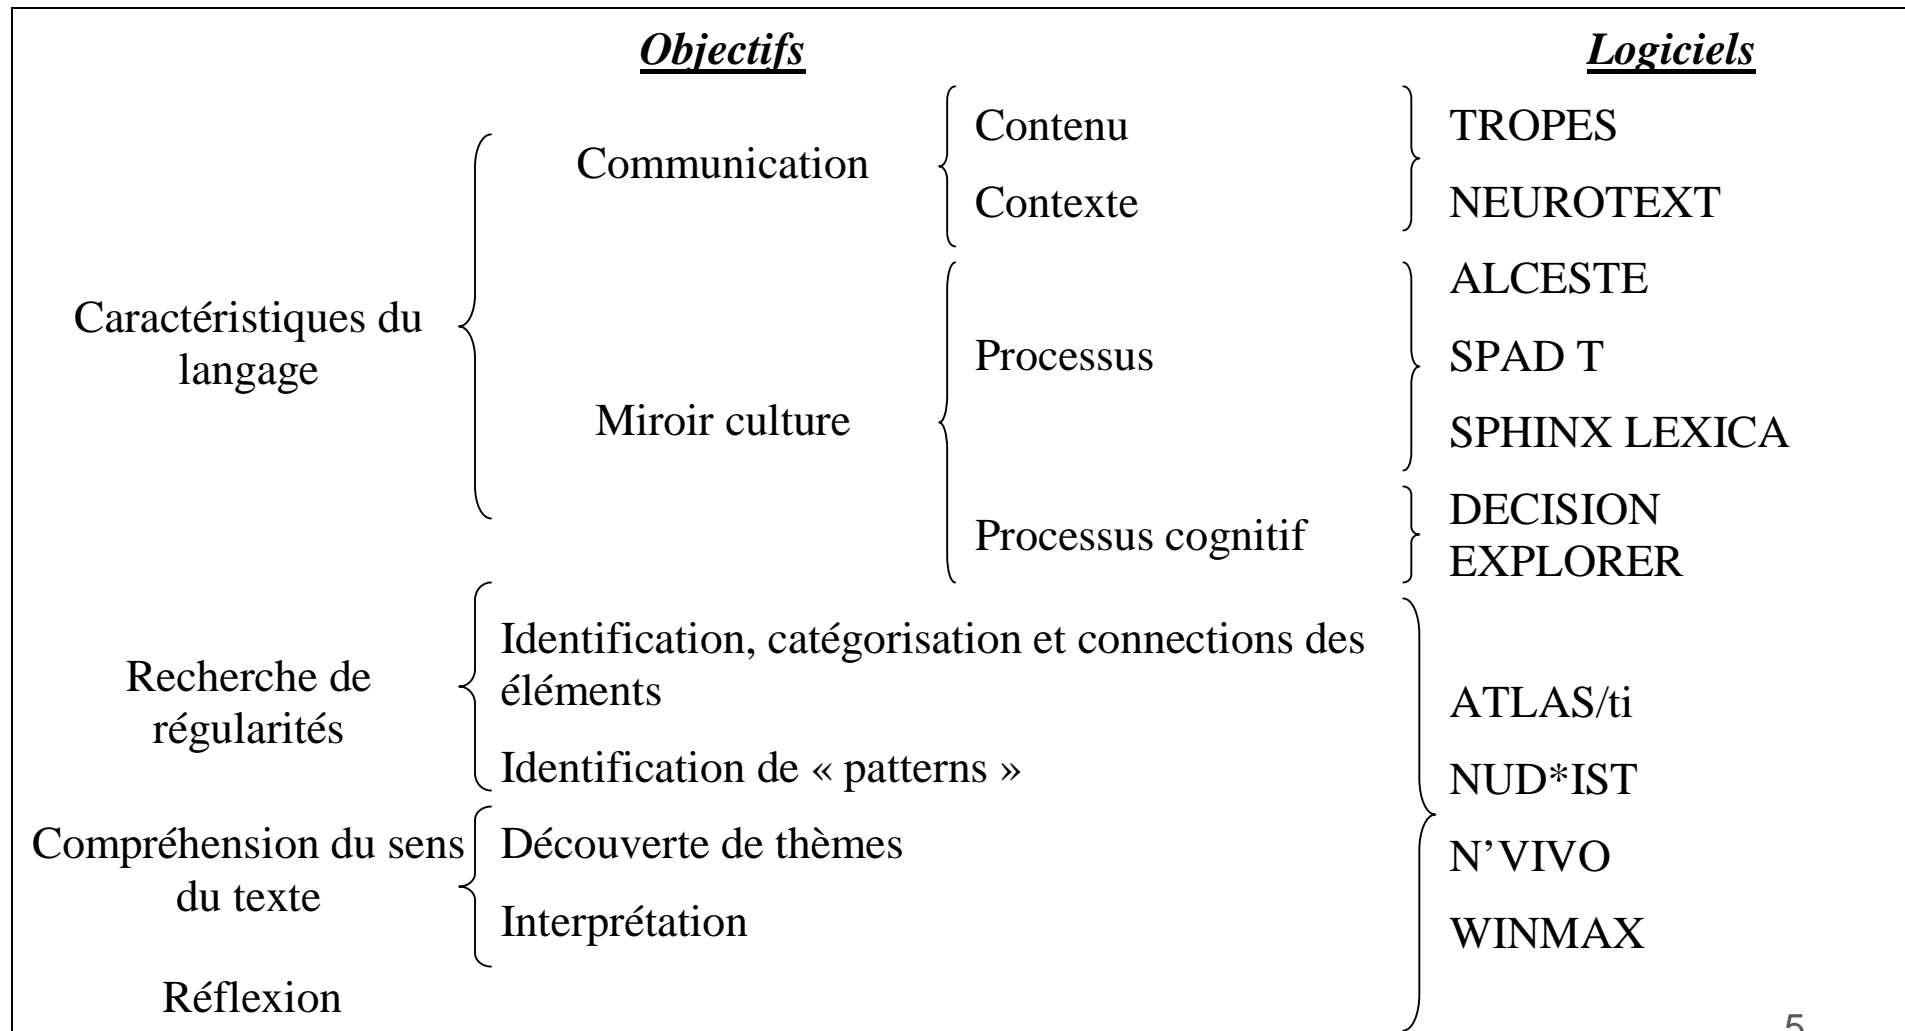 Objectifs
Logiciels
Caractéristiques du
langage
Communication
Contenu
Contexte
TROPES
NEUROTEXT
Miroir culture
Processus
ALCESTE
SPAD T
SPHINX LEXICA
Processus cognitif
DECISION
EXPLORER
Recherche de
régularités
Identification, catégorisation et connections des
éléments
Identification de « patterns »
Compréhension du sens
du texte
Découverte de thèmes
Interprétation
Réflexion
ATLAS/ti
NUD*IST
N’VIVO
WINMAX
5